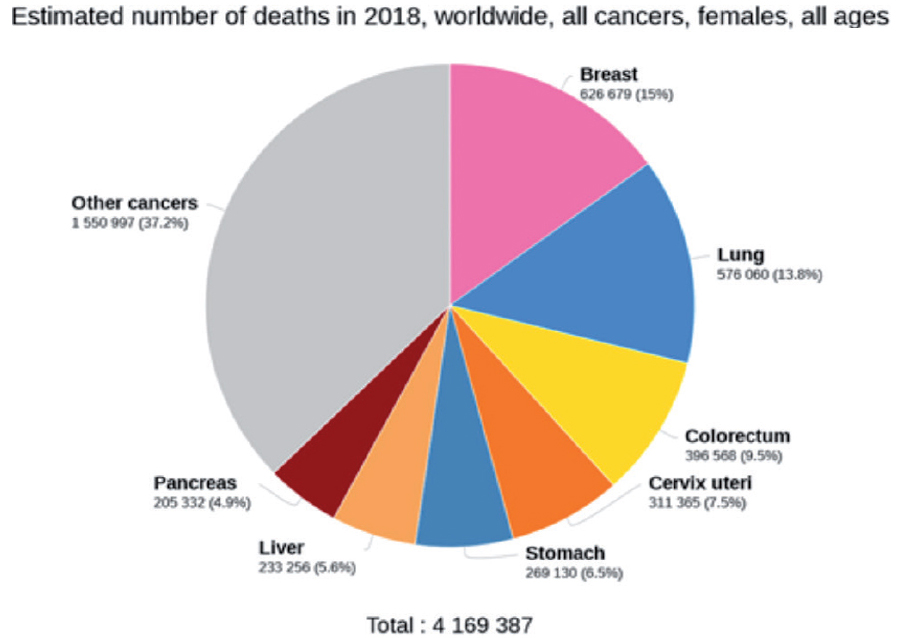 Estimated number of deaths in 2018, worldwide, all cancers, females, all ages
Breast
626 679 (15%)
Other cancers
1 550 997 (37.2%)
Lung
576 060 (13.8%)
Colorectum
396 568 (9.5%)
Cervix uteri
311 365 (7.5%)
Pancreas
205 332 (4.9%)
Liver
233 256 (5.6%)
Stomach
269 130 (6.5%)
Total : 4 169 387